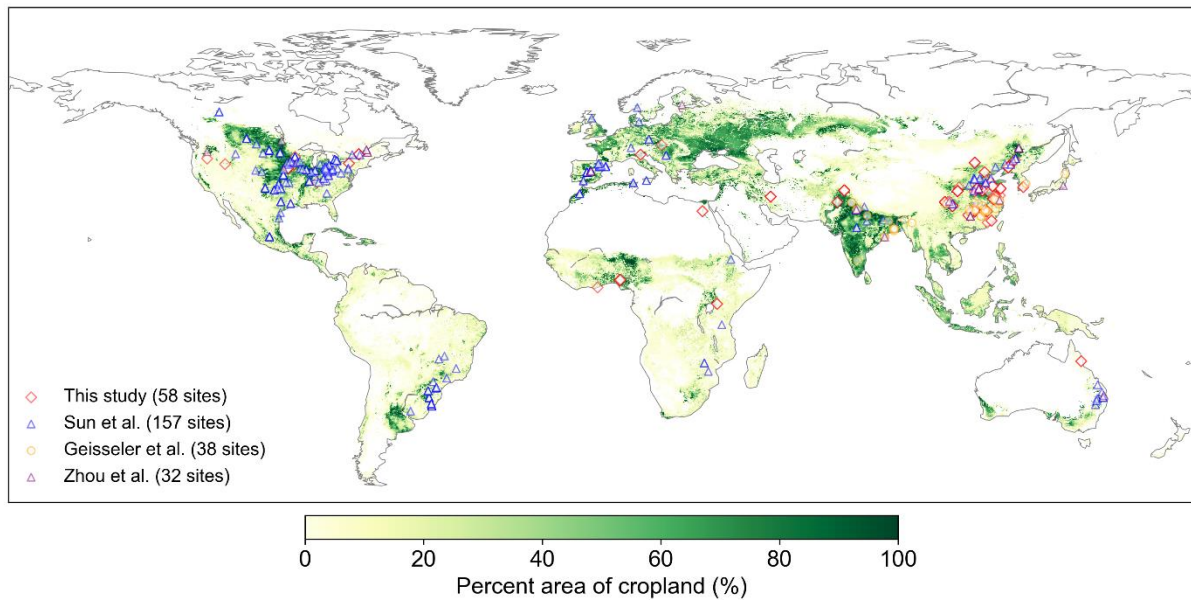 This study (58 sites)
Sun et al. (157 sites)
Geisseler et al. (38 sites)
Zhou et al. (32 sites)
0 20 40 60 80 100
Percent area of cropland (%)